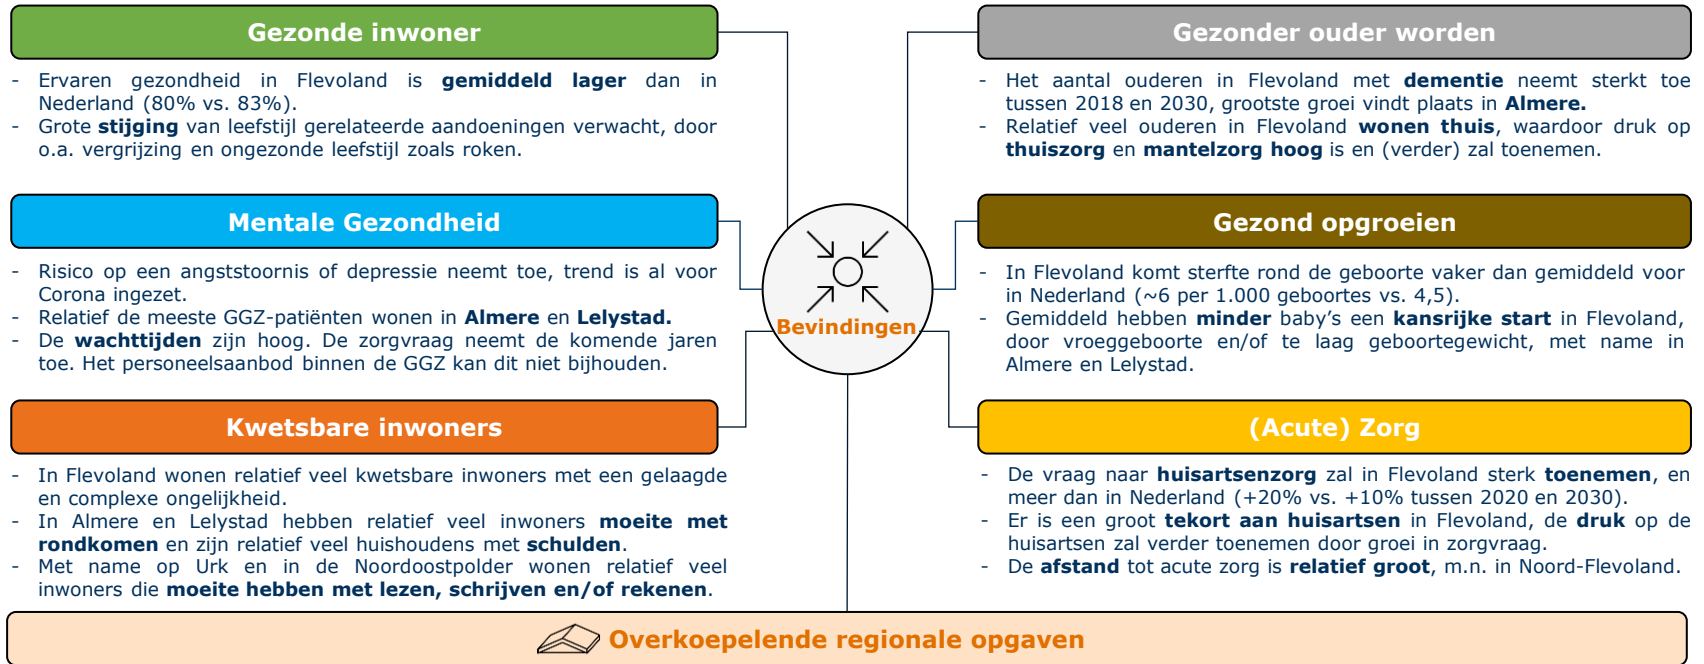 Gezonde inwoner
- Ervaren gezondheid in Flevoland is gemiddeld lager dan in
Nederland (80% vs. 83%).
- Grote stijging van leefstijl gerelateerde aandoeningen verwacht, door
o.a. vergrijzing en ongezonde leefstijl zoals roken.
Mentale Gezondheid
- Risico op een angststoornis of depressie neemt toe, trend is al voor
Corona ingezet.
- Relatief de meeste GGZ-patiënten wonen in Almere en Lelystad.
- De wachttijden zijn hoog. De zorgvraag neemt de komende jaren
toe. Het personeelsaanbod binnen de GGZ kan dit niet bijhouden.
Kwetsbare inwoners
- In Flevoland wonen relatief veel kwetsbare inwoners met een gelaagde
en complexe ongelijkheid.
- In Almere en Lelystad hebben relatief veel inwoners moeite met
rondkomen en zijn relatief veel huishoudens met schulden.
- Met name op Urk en in de Noordoostpolder wonen relatief veel
inwoners die moeite hebben met lezen, schrijven en/of rekenen.
Bevindingen
Gezonder ouder worden
- Het aantal ouderen in Flevoland met dementie neemt sterkt toe
tussen 2018 en 2030, grootste groei vindt plaats in Almere.
- Relatief veel ouderen in Flevoland wonen thuis, waardoor druk op
thuiszorg en mantelzorg hoog is en (verder) zal toenemen.
Gezond opgroeien
- In Flevoland komt sterfte rond de geboorte vaker dan gemiddeld voor
in Nederland (~6 per 1.000 geboortes vs. 4,5).
- Gemiddeld hebben minder baby's een kansrijke start in Flevoland,
door vroeggeboorte en/of te laag geboortegewicht, met name in
Almere en Lelystad.
(Acute) Zorg
- De vraag naar huisartsenzorg zal in Flevoland sterk toenemen, en
meer dan in Nederland (+20% vs. +10% tussen 2020 en 2030).
- Er is een groot tekort aan huisartsen in Flevoland, de druk op de
huisartsen zal verder toenemen door groei in zorgvraag.
- De afstand tot acute zorg is relatief groot, m.n. in Noord-Flevoland.
Overkoepelende regionale opgaven